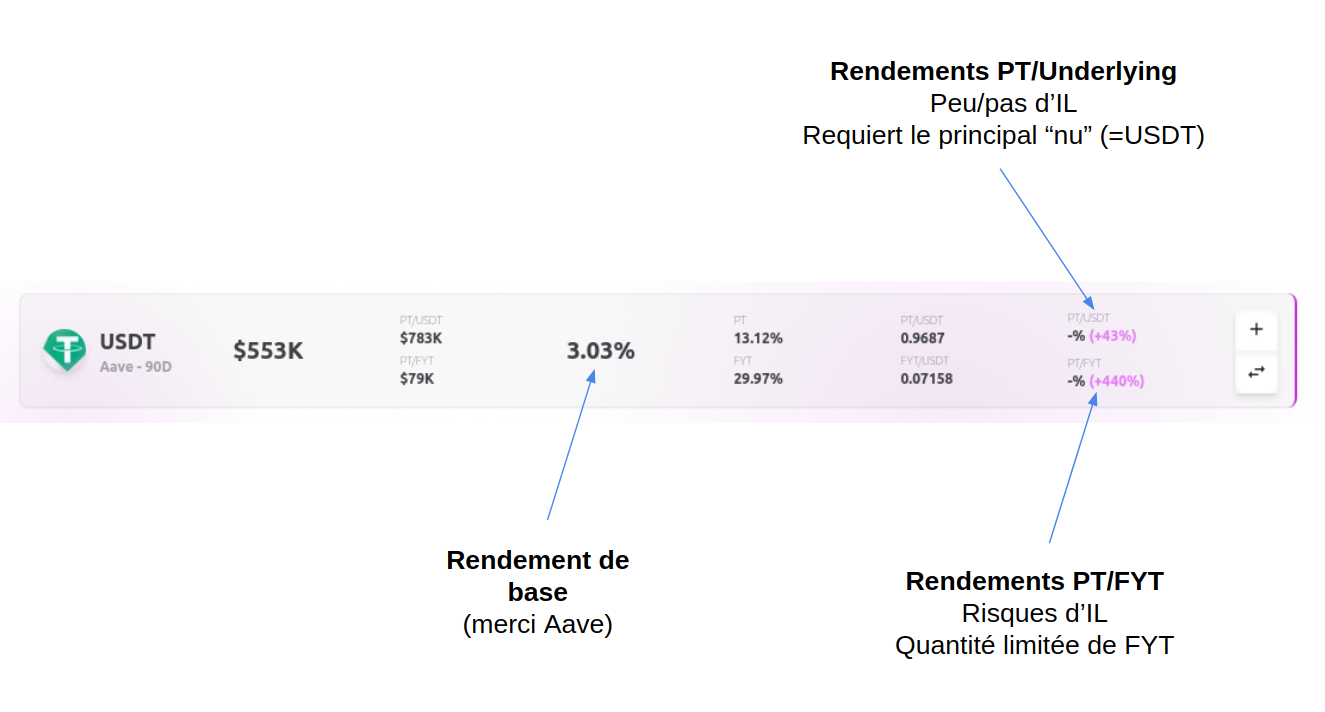 Rendements PT/Underlying
Peu/pas d’IL
Requiert le principal “nu” (=USDT)
USDT
Aave - 90D
$553K
PT/USDT
$783K
PT/FYT
$79K
3.03%
PT
13.12%
FYT
29.97%
PT/USDT
0.9687
FYT/USDT
0.07158
PT/USDT
-% (+43%)
PT/FYT
-% (+440%)
Rendement de
base
(merci Aave)
Rendements PT/FYT
Risques d’IL
Quantité limitée de FYT